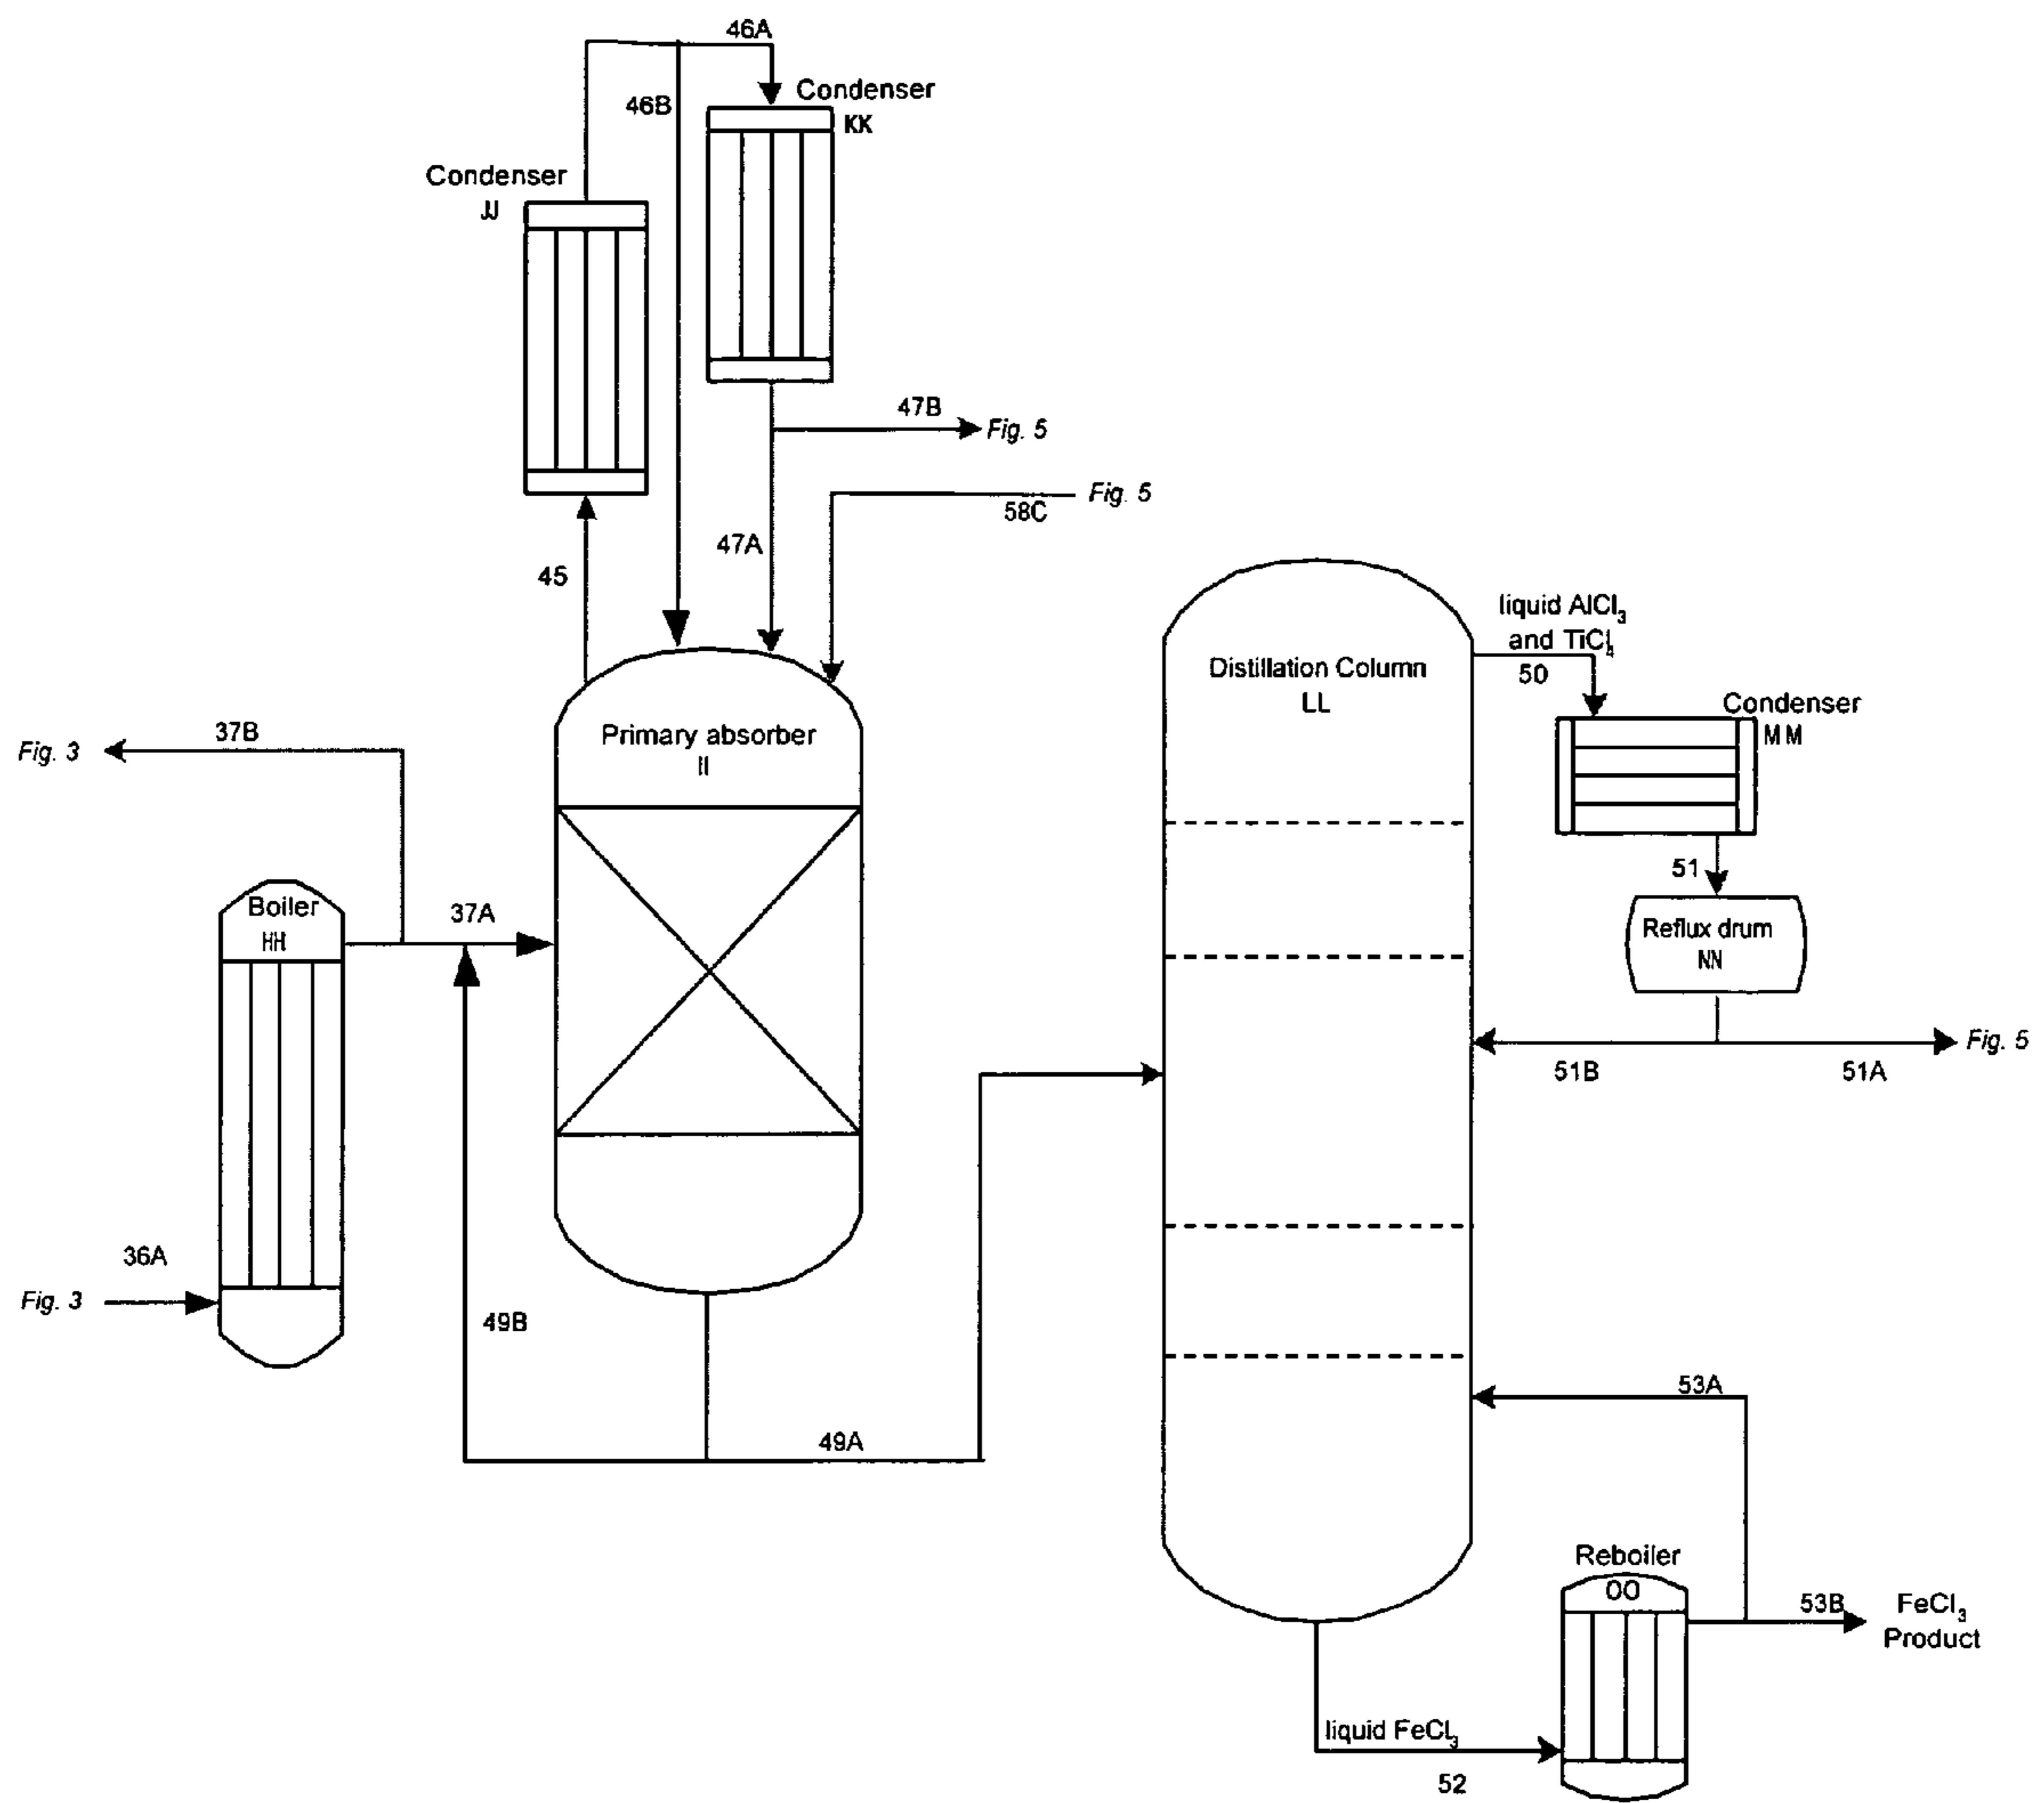 46A
Condenser
KK
46B
Condenser
JJ
47B
Fig. 5
Fig. 5
58C
47A
45
liquid AlCl3
and TiCl4
50
Distillation Column
LL
Condenser
MM
37B
Fig. 3
Primary absorber
II
51
Boiler
HH
37A
Reflux drum
NN
Fig. 5
51B
51A
36A
Fig. 3
49B
53A
49A
Reboiler
OO
53B
FeCl3
Product
liquid FeCl3
52